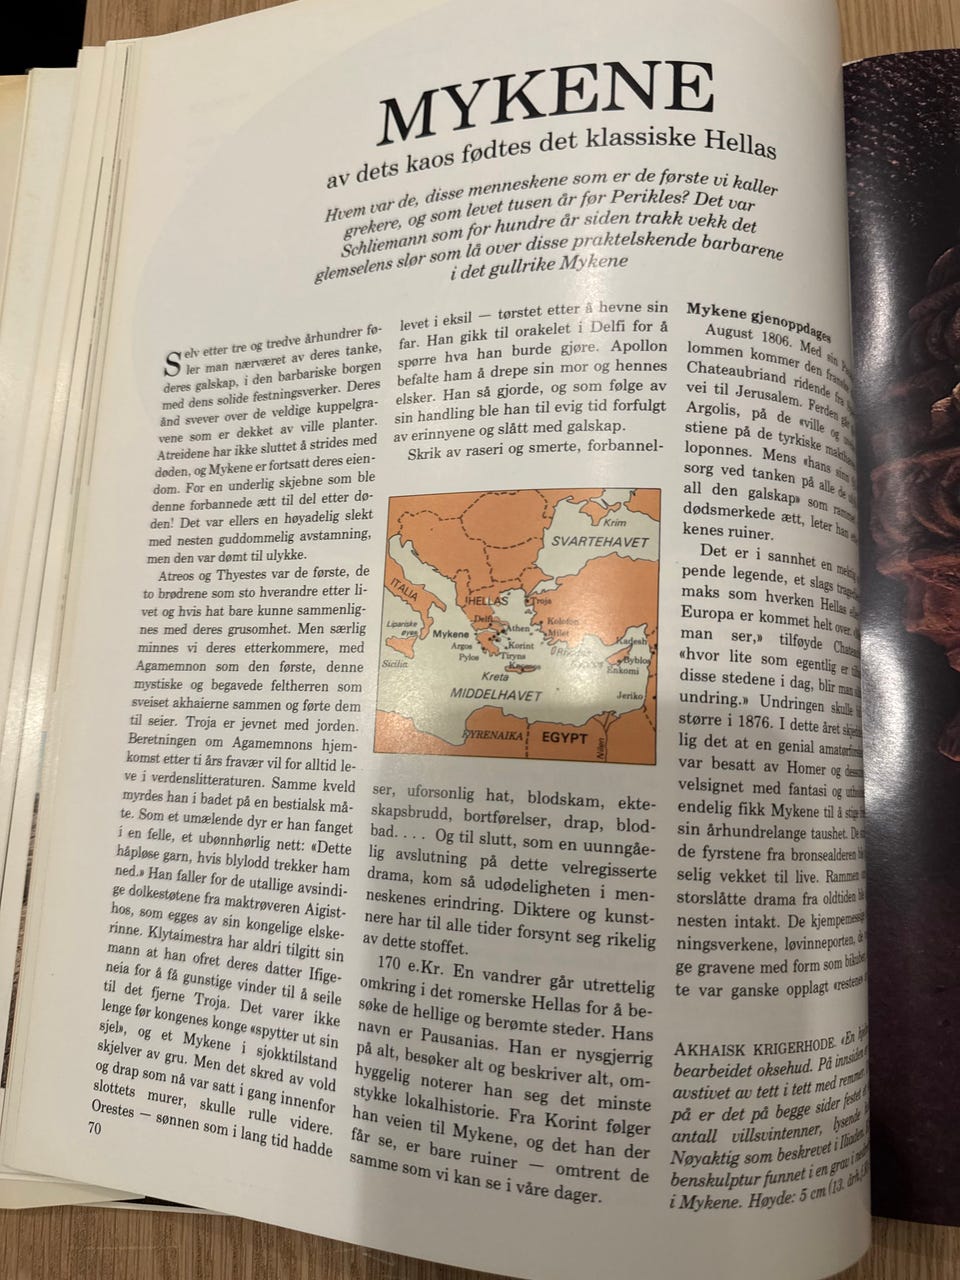 MYKENE
av dets kaos fødtes det klassiske Hellas
Hvem var de, disse menneskene som er de første vi kaller
grekere, og som levet tusen år før Perikles? Det var
Schliemann som for hundre år siden trakk vekk det
glemselens slør som lå over disse praktelskende barbarene
i det gullrike Mykene
Selv etter tre og tredve århundrer fø-
ler man nærværet av deres tanke,
deres galskap, i den barbariske borgen
med dens solide festningsverker. Deres
ånd svever over de veldige kuppelgra-
vene som er dekket av ville planter.
Atreidene har ikke sluttet å strides med
døden, og Mykene er fortsatt deres eien-
dom. For en underlig skjebne som ble
denne forbannede ætt til del etter dø-
den! Det var ellers en høyadelig slekt
med nesten guddommelig avstamning,
men den var dømt til ulykke.
Atreos og Thyestes var de første, de
to brødrene som sto hverandre etter li-
vet og hvis hat bare kunne sammenlig-
nes med deres grusomhet. Men særlig
minnes vi deres etterkommere, med
Agamemnon som den første, denne
mystiske og begavede feltherren som
sveiset akhaierne sammen og førte dem
til seier. Troja er jevnet med jorden.
Beretningen om Agamemnons hjem-
komst etter ti års fravær vil for alltid le-
ve i verdenslitteraturen. Samme kveld
myrdes han i badet på en bestialsk må-
te. Som et umælende dyr er han fanget
i en felle, et ubønnhørlig nett: «Dette
håpløse garn, hvis blylodd trekker ham
ned.» Han faller for de utallige avsindi-
ge dolkestøtene fra maktrøveren Aigist-
hos, som egges av sin kongelige elske-
rinne. Klytaimestra har aldri tilgitt sin
mann at han ofret deres datter Ifige-
neia for å få gunstige vinder til å seile
til det fjerne Troja. Det varer ikke
lenge før kongenes konge «spytter ut sin
sjel», og et Mykene i sjokktilstand
skjelver av gru. Men det skred av vold
og drap som nå var satt i gang innenfor
slottets murer, skulle rulle videre.
Orestes — sønnen som i lang tid hadde
70
levet i eksil — tørstet etter å hevne sin
far. Han gikk til orakelet i Delfi for å
spørre hva han burde gjøre. Apollon
befalte ham å drepe sin mor og hennes
elsker. Han så gjorde, og som følge av
sin handling ble han til evig tid forfulgt
av erinnyene og slått med galskap.
Skrik av raseri og smerte, forbannel-
Krim
SVARTEHAVET
ITALIA
HELLAS
Troja
Lipariske
øyer
Delfi
Athen
Kolofon
Milet
Mykene
Argos
Korint
Pylos
Tiryns
Knossos
Rhodos
Kypros
Kadesh
Byblos
Enkomi
Sicilia
Kreta
MIDDELHAVET
Jeriko
KYRENAIKA
EGYPT
Nilen
ser, uforsonlig hat, blodskam, ekte-
skapsbrudd, bortførelser, drap, blod-
bad. . . . Og til slutt, som en uunngåe-
lig avslutning på dette velregisserte
drama, kom så udødeligheten i men-
neskenes erindring. Diktere og kunst-
nere har til alle tider forsynt seg rikelig
av dette stoffet.
170 e.Kr. En vandrer går utrettelig
omkring i det romerske Hellas for å be-
søke de hellige og berømte steder. Hans
navn er Pausanias. Han er nysgjerrig
på alt, besøker alt og beskriver alt, om-
hyggelig noterer han seg det minste
stykke lokalhistorie. Fra Korint følger
han veien til Mykene, og det han der
får se, er bare ruiner — omtrent de
samme som vi kan se i våre dager.
Mykene gjenoppdages
August 1806. Med sin
lommen kommer den
Chateaubriand ridende fra
vei til Jerusalem. Ferden går
Argolis, på de «ville og
stiene på de tyrkiske
loponnes. Mens «hans sinn
sorg ved tanken på alle de
all den galskap» som
dødsmerkede ætt, leter han
kenes ruiner.
Det er i sannhet en
pende legende, et slags
maks som hverken Hellas
Europa er kommet helt over.
man ser,» tilføyde
«hvor lite som egentlig er
disse stedene i dag, blir man
undring.» Undringen skulle
større i 1876. I dette året
lig det at en genial
var besatt av Homer og
velsignet med fantasi og
endelig fikk Mykene til å stige
sin århundrelange taushet. De
de fyrstene fra bronsealderen
selig vekket til live. Rammen
storslåtte drama fra oldtiden
nesten intakt. De
ningsverkene, løvinneporten,
ge gravene med form som
te var ganske opplagt «restene
AKHAISK KRIGERHODE. «En
bearbeidet oksehud. På innsiden
avstivet av tett i tett med
på er det på begge sider festet
antall villsvintenner, lysende
Nøyaktig som beskrevet i Iliaden.
benskulptur funnet i en grav i
i Mykene. Høyde: 5 cm (13. årh.